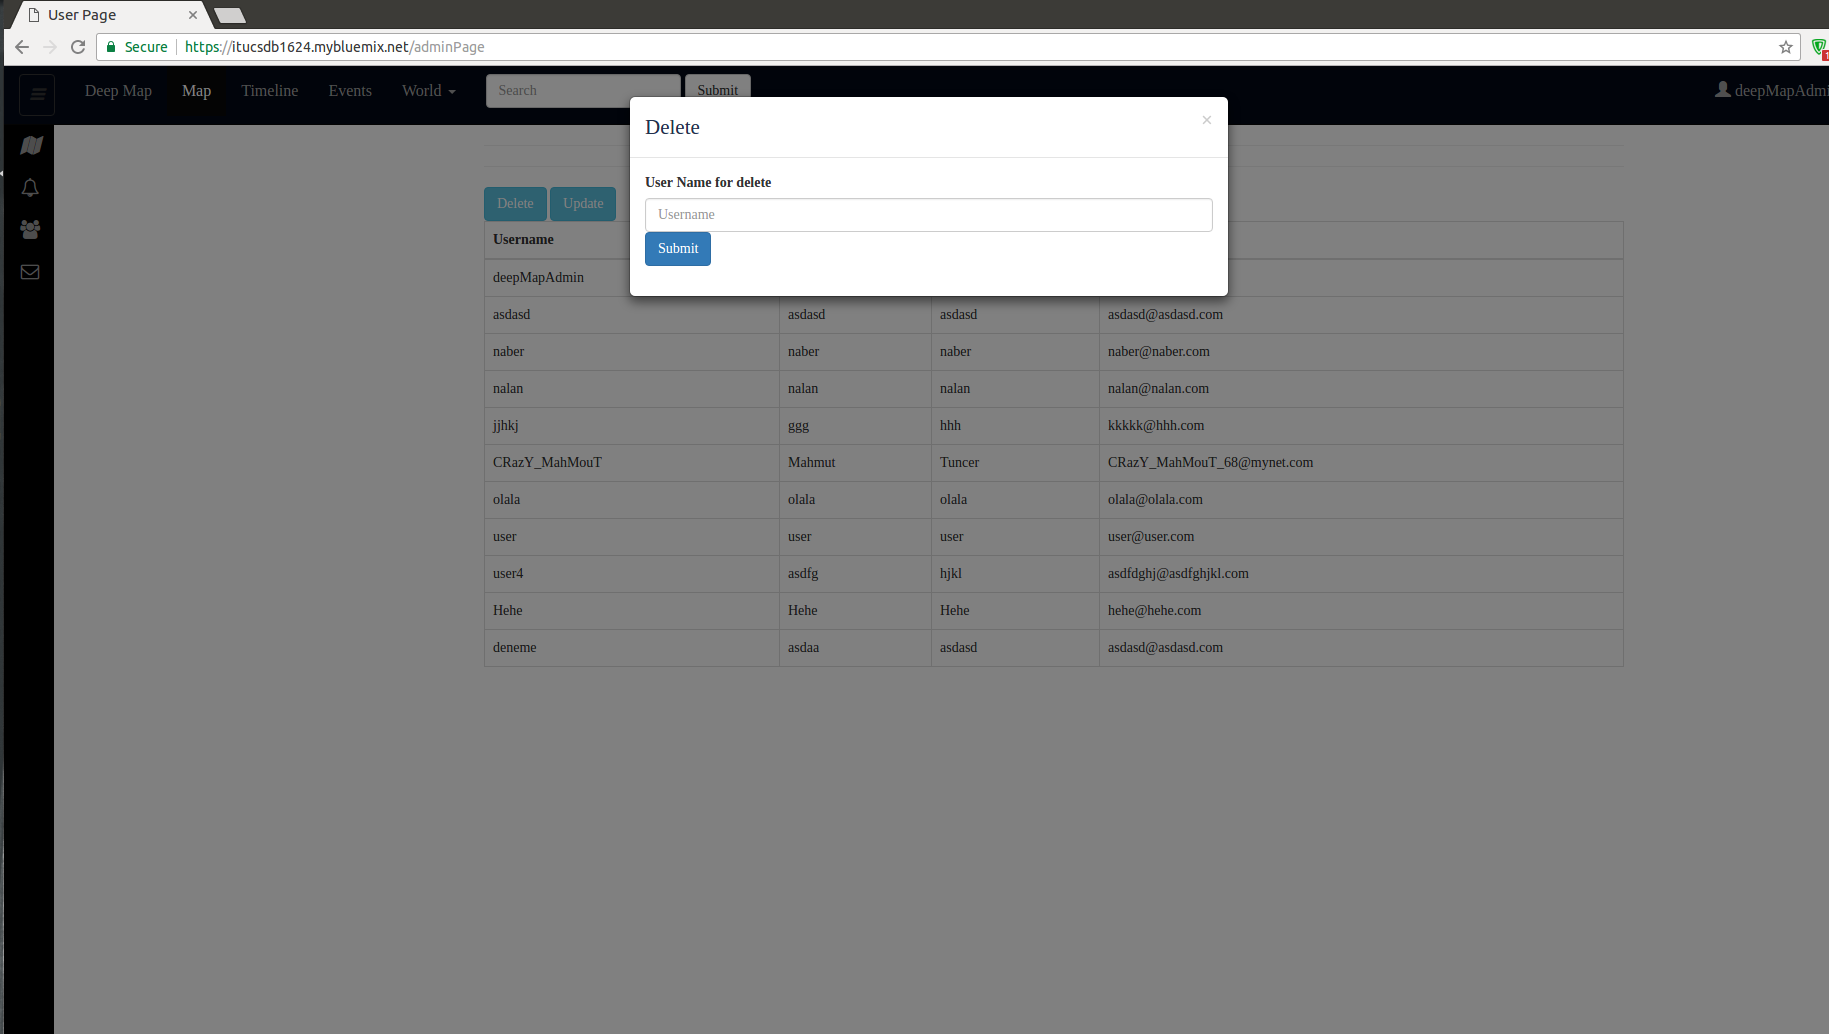 User Page
Secure https://itucsdb1624.mybluemix.net/adminPage
Deep Map Map Timeline Events World Search Submit deepMapAdmi
Delete ×
User Name for delete
Username
Submit
Delete Update
Username
deepMapAdmin
asdasd asdasd asdasd asdasd@asdasd.com
naber naber naber naber@naber.com
nalan nalan nalan nalan@nalan.com
jjhkj ggg hhh kkkkk@hhh.com
CRazY_MahMouT Mahmut Tuncer CRazY_MahMouT_68@mynet.com
olala olala olala olala@olala.com
user user user user@user.com
user4 asdfg hjkl asdfdghj@asdfghjkl.com
Hehe Hehe Hehe hehe@hehe.com
deneme asdaa asdasd asdasd@asdasd.com